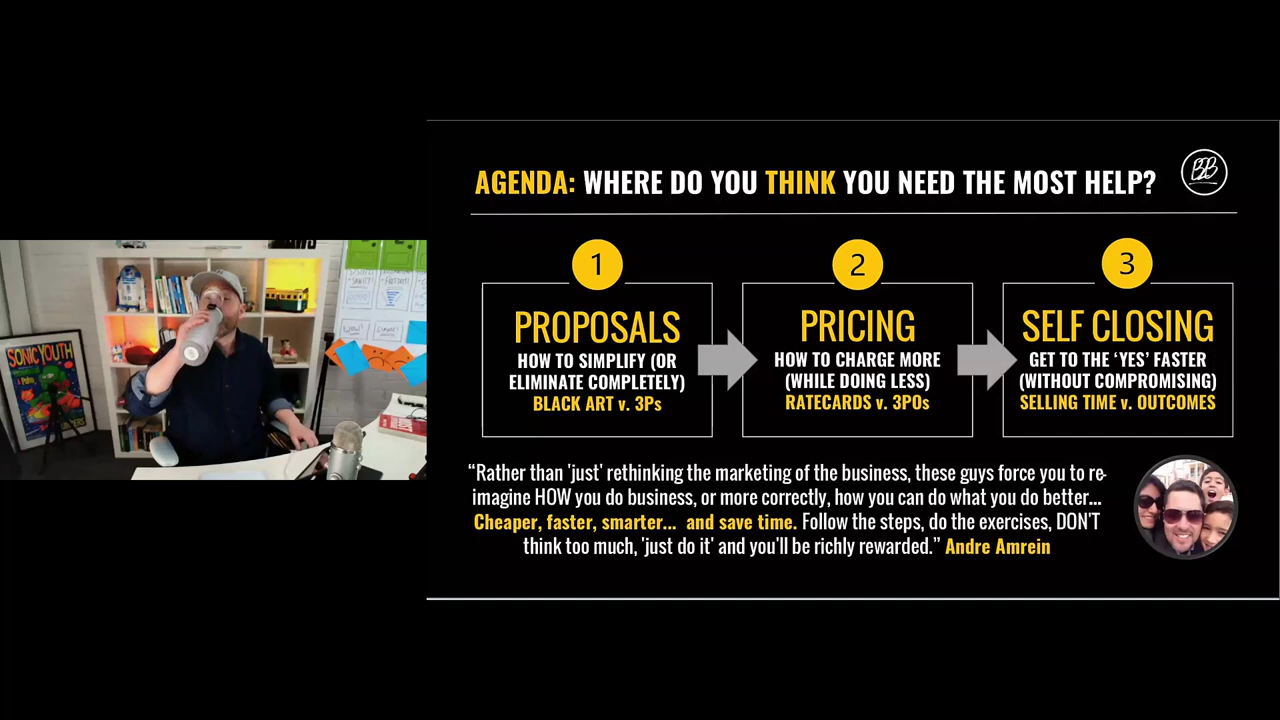 AGENDA: WHERE DO YOU THINK YOU NEED THE MOST HELP?
1
PROPOSALS
HOW TO SIMPLIFY (OR
ELIMINATE COMPLETELY)
BLACK ART v. 3Ps
2
PRICING
HOW TO CHARGE MORE
(WHILE DOING LESS)
RATECARDS v. 3POs
3
SELF CLOSING
GET TO THE ‘YES’ FASTER
(WITHOUT COMPROMISING)
SELLING TIME v. OUTCOMES
“Rather than 'just' rethinking the marketing of the business, these guys force you to re-
imagine HOW you do business, or more correctly, how you can do what you do better...
Cheaper, faster, smarter... and save time. Follow the steps, do the exercises, DON'T
think too much, 'just do it' and you'll be richly rewarded.” Andre Amrein
SONIC YOUTH